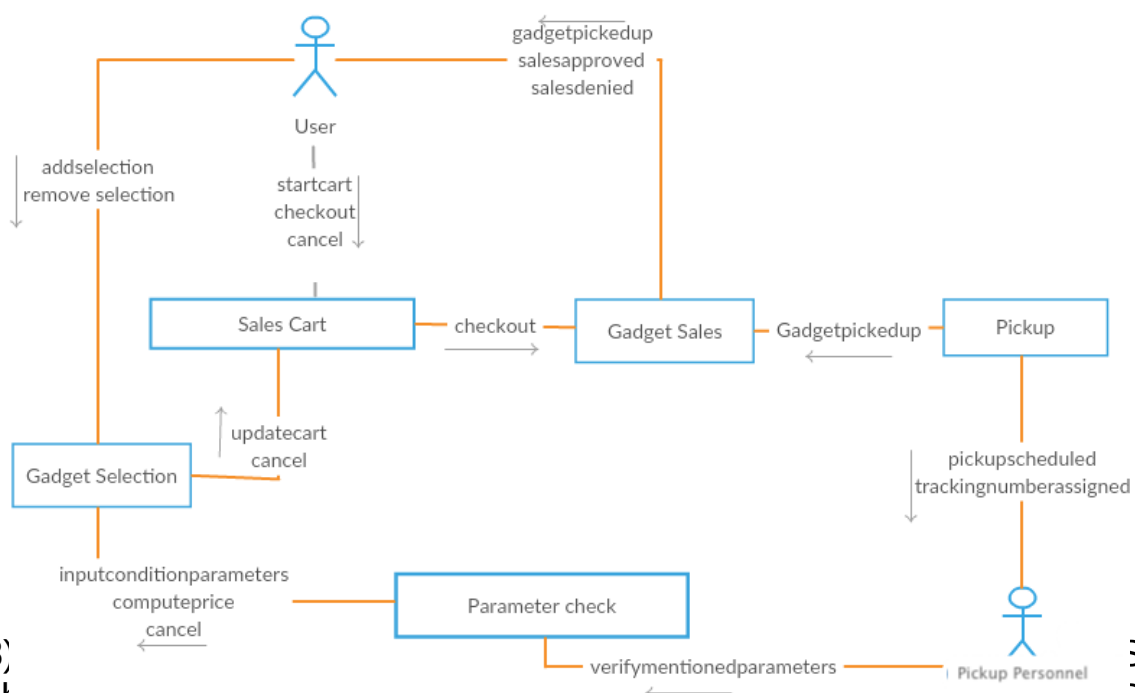 gadgetpickedup
salesapproved
salesdenied
User
addselection
remove selection
startcart
checkout
cancel
Sales Cart
checkout
Gadget Sales
Gadgetpickedup
Pickup
updatecart
cancel
Gadget Selection
pickupscheduled
trackingnumberassigned
inputconditionparameters
computeprice
cancel
Parameter check
verifymentionedparameters
Pickup Personnel